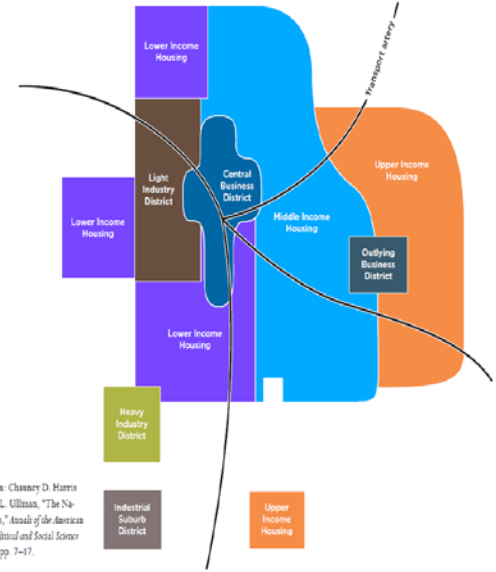 Lower Income
Housing
Transport artery
Light
Industry
District
Central
Business
District
Upper Income
Housing
Lower Income
Housing
Middle Income
Housing
Outlying
Business
District
Lower Income
Housing
Heavy
Industry
District
n: Chauncy D. Harris
L. Ullman, "The Na-
," Annals of the American
litical and Social Science
pp. 7–17.
Industrial
Suburb
District
Upper
Income
Housing